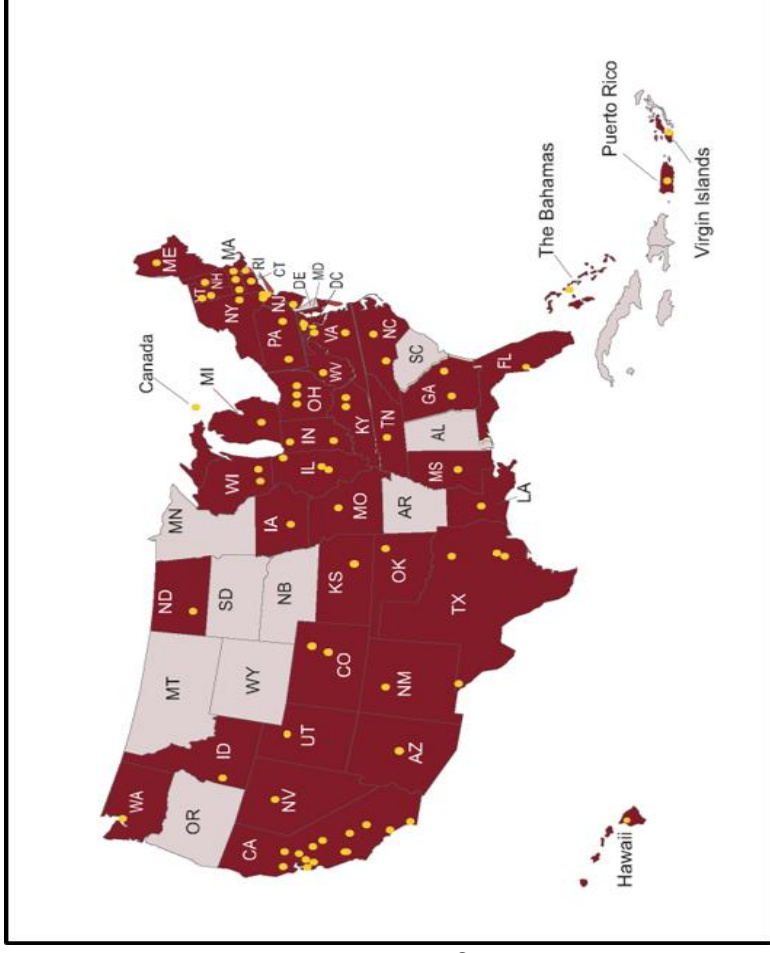 Canada
MI
ME
VT
NH
MA
RI
CT
NY
NJ
DE
MD
DC
PA
WA
MT
ND
MN
WI
OR
ID
WY
SD
IA
IL
IN
OH
WV
VA
NB
CA
NV
UT
CO
KS
MO
KY
NC
TN
SC
AZ
NM
OK
AR
MS
AL
GA
TX
LA
FL
The Bahamas
Puerto Rico
Virgin Islands
Hawaii